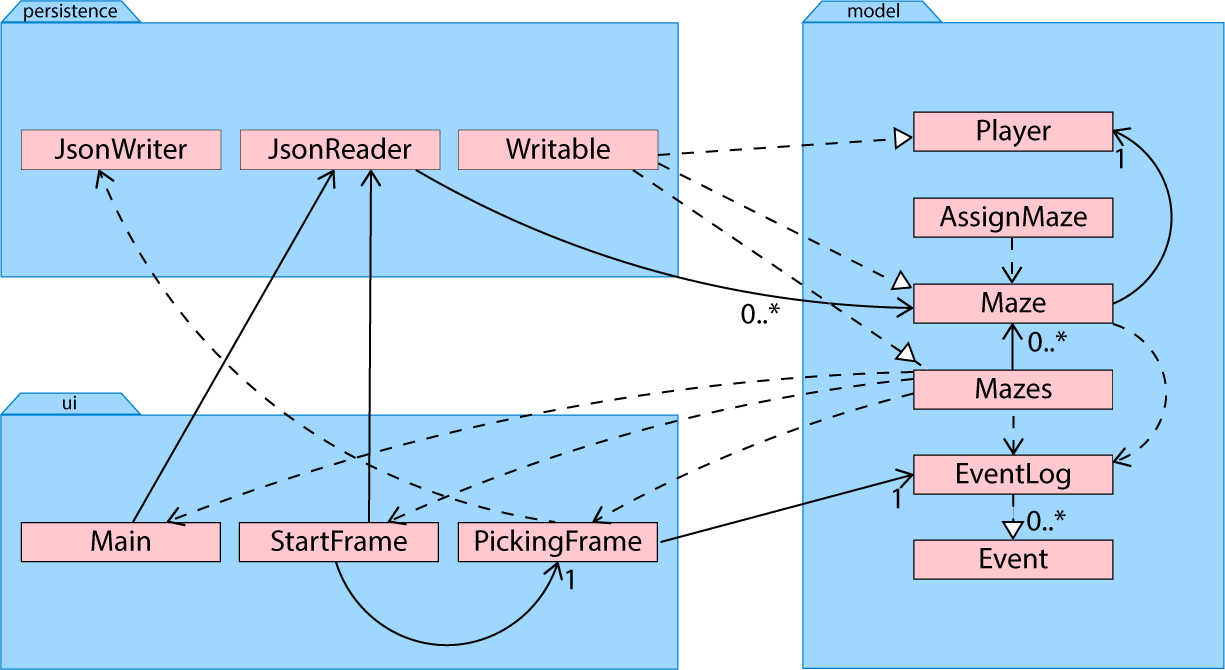 persistence
model
JsonWriter
JsonReader
Writable
Player
1
AssignMaze
Maze
0..*
0..*
Mazes
ui
EventLog
1
0..*
Main
StartFrame
PickingFrame
Event
1